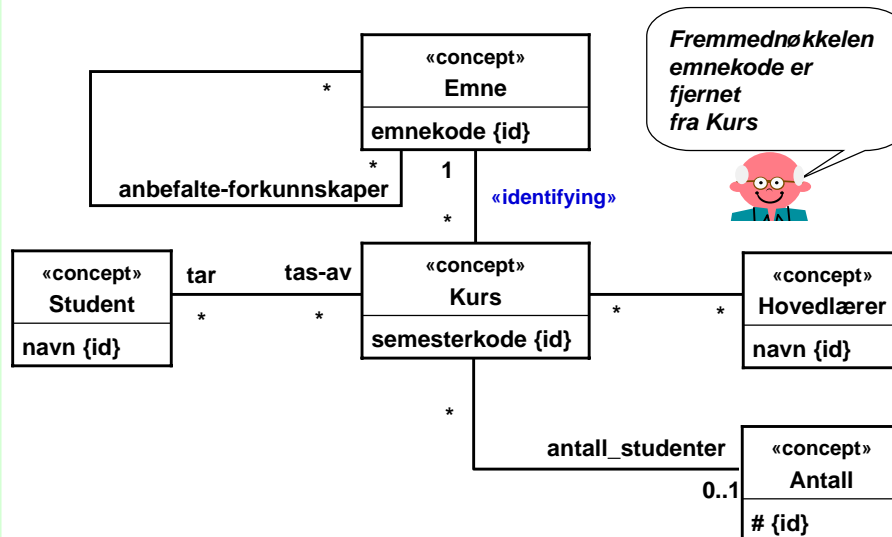 «concept»
Emne
emnekode {id}
*
*
1
anbefalte-forkunnskaper
«identifying»
*
Fremmednøkkelen
emnekode er
fjernet
fra Kurs
«concept»
Student
navn {id}
tar
tas-av
*
*
«concept»
Kurs
semesterkode {id}
*
*
«concept»
Hovedlærer
navn {id}
*
antall_studenter
0..1
«concept»
Antall
# {id}